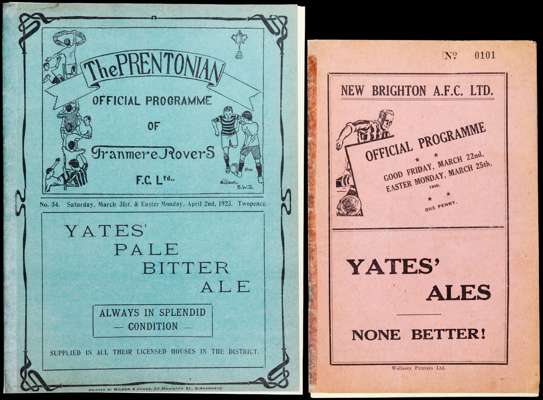 The PRENTONIAN
OFFICIAL PROGRAMME
OF
Tranmere Rovers
F.C. Ltd..
No. 34. Saturday, March 31st. & Easter Monday, April 2nd, 1923. Twopence.
YATES'
PALE
BITTER
ALE
ALWAYS IN SPLENDID
— CONDITION —
SUPPLIED IN ALL THEIR LICENSED HOUSES IN THE DISTRICT.
Nº 0101
NEW BRIGHTON A.F.C. LTD.
OFFICIAL PROGRAMME
GOOD FRIDAY, MARCH 22nd,
EASTER MONDAY, MARCH 25th,
ONE PENNY.
YATES'
ALES
NONE BETTER!
Wallasey Printers Ltd.